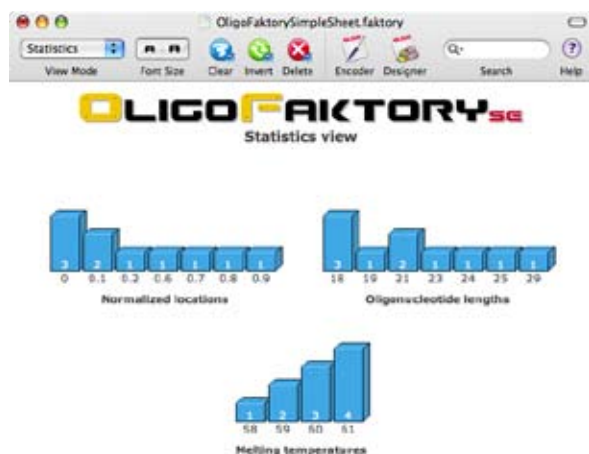 OligoFaktorySimpleSheet.faktory
Statistics
View Mode Font Size Clear Invert Delete Encoder Designer Search Help
OLIGOFAKTORY SE
Statistics view
3 2 1 1 1 1 1
0 0.1 0.2 0.6 0.7 0.8 0.9
Normalized locations
3 1 2 1 1 1 1
18 19 21 23 24 25 29
Oligonucleotide lengths
1 2 3 4
58 59 60 61
Melting temperatures